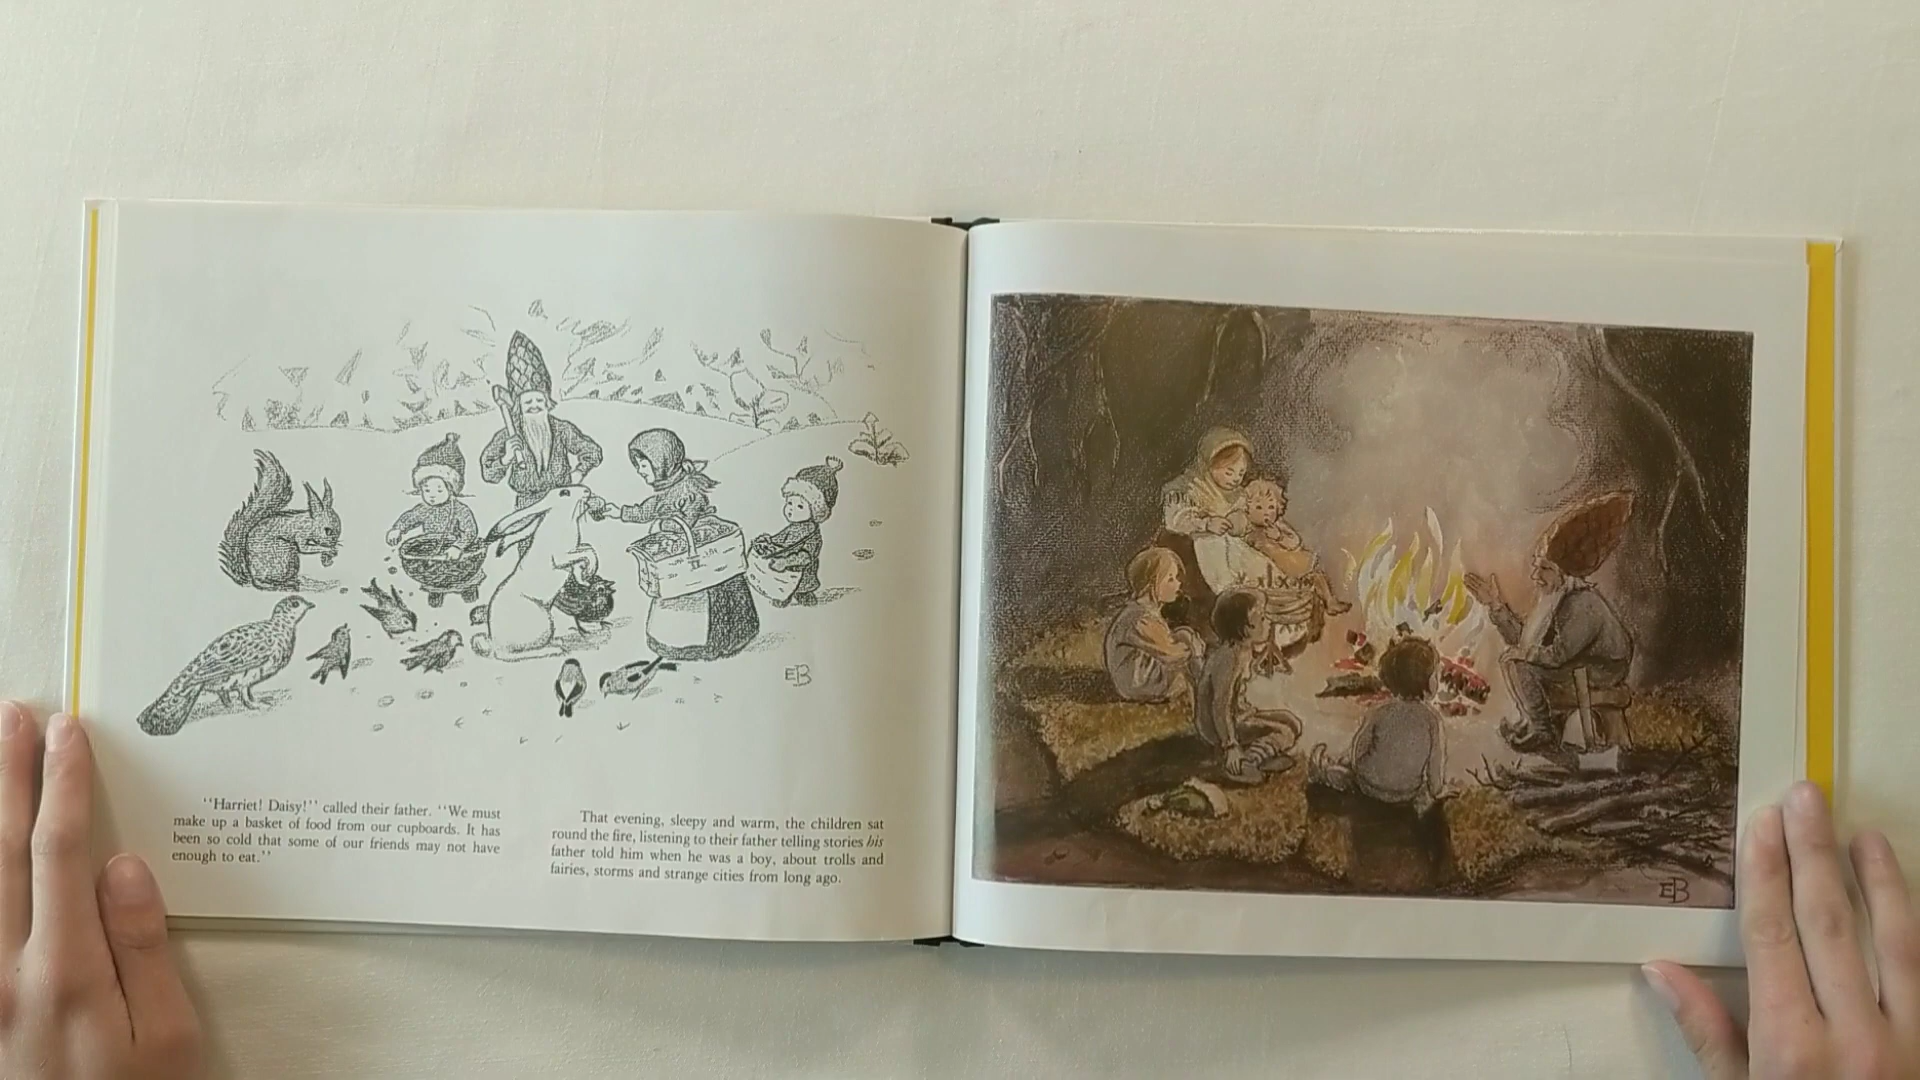 ‘‘Harriet! Daisy!’’ called their father. ‘‘We must
make up a basket of food from our cupboards. It has
been so cold that some of our friends may not have
enough to eat.’’
That evening, sleepy and warm, the children sat
round the fire, listening to their father telling stories his
father told him when he was a boy, about trolls and
fairies, storms and strange cities from long ago.
EB
EB